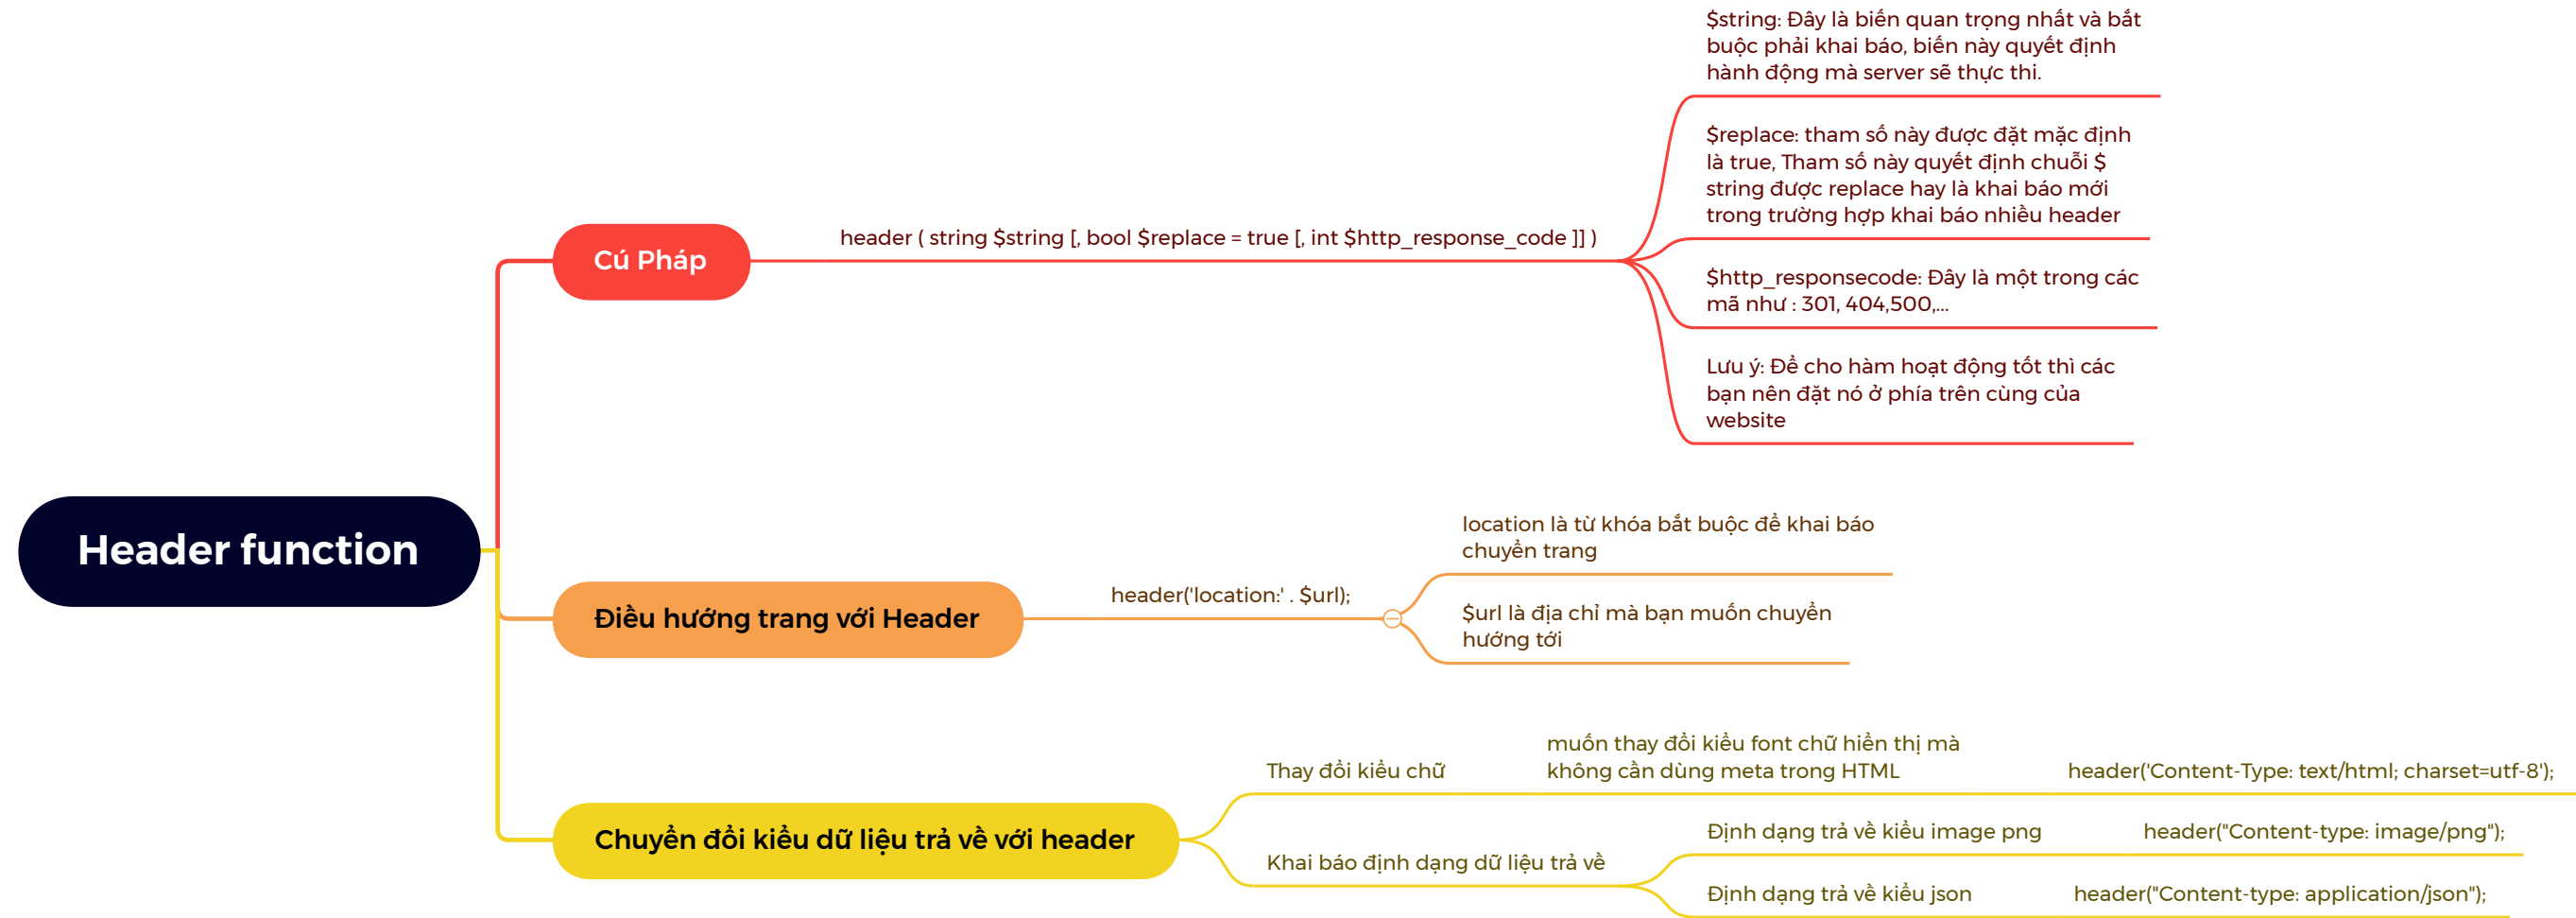 Header function
Cú Pháp
header ( string $string [, bool $replace = true [, int $http_response_code ]] )
$string: Đây là biến quan trọng nhất và bắt
buộc phải khai báo, biến này quyết định
hành động mà server sẽ thực thi.
$replace: tham số này được đặt mặc định
là true, Tham số này quyết định chuỗi $
string được replace hay là khai báo mới
trong trường hợp khai báo nhiều header
$http_responsecode: Đây là một trong các
mã như : 301, 404,500,...
Lưu ý: Để cho hàm hoạt động tốt thì các
bạn nên đặt nó ở phía trên cùng của
website
Điều hướng trang với Header
header('location:' . $url);
location là từ khóa bắt buộc để khai báo
chuyển trang
$url là địa chỉ mà bạn muốn chuyển
hướng tới
Chuyển đổi kiểu dữ liệu trả về với header
Thay đổi kiểu chữ
muốn thay đổi kiểu font chữ hiển thị mà
không cần dùng meta trong HTML
header('Content-Type: text/html; charset=utf-8');
Khai báo định dạng dữ liệu trả về
Định dạng trả về kiểu image png
header("Content-type: image/png");
Định dạng trả về kiểu json
header("Content-type: application/json");